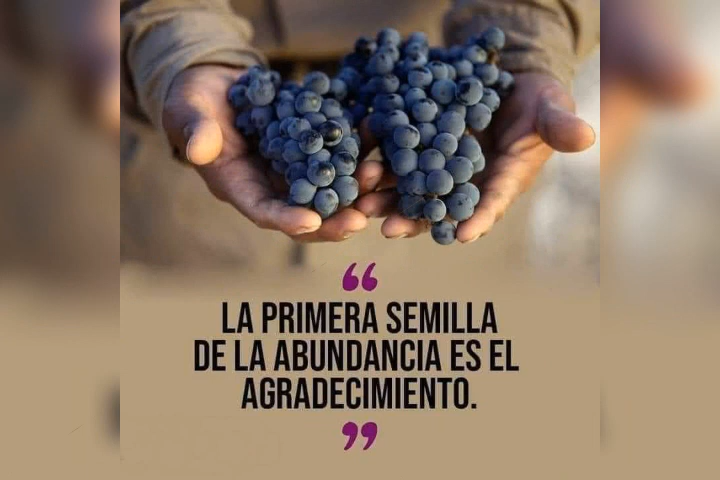 “
LA PRIMERA SEMILLA
DE LA ABUNDANCIA ES EL
AGRADECIMIENTO.
”